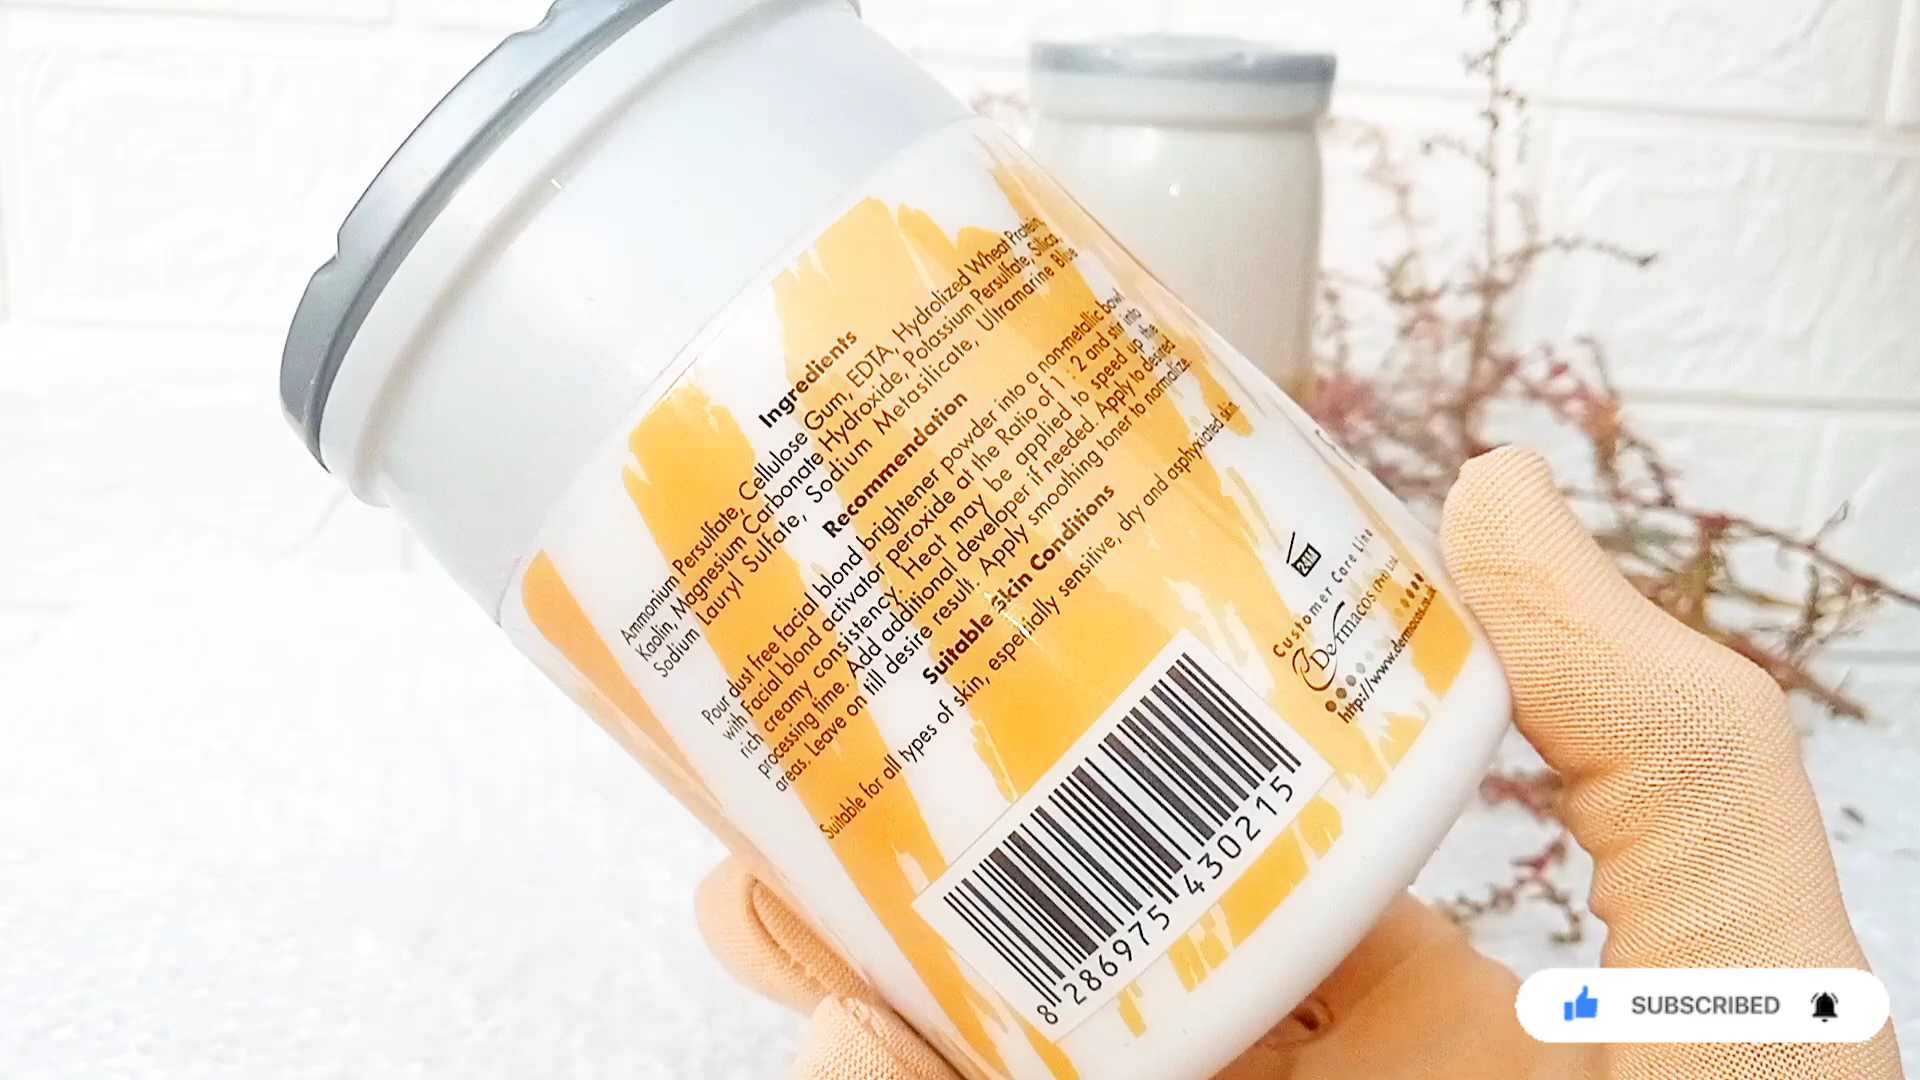 Ingredients
Ammonium Persulfate, Cellulose Gum, EDTA, Hydrolized Wheat Protein,
Kaolin, Magnesium Carbonate Hydroxide, Potassium Persulfate, Silica,
Sodium Lauryl Sulfate, Sodium Metasilicate, Ultramarine Blue
Recommendation
Pour dust free facial blond brightener powder into a non-metallic bowl
with Facial blond activator peroxide at the Ratio of 1 : 2 and stir into
rich creamy consistency. Heat may be applied to speed up the
processing time. Add additional developer if needed. Apply to desired
areas. Leave on till desire result. Apply smoothing toner to normalize.
Suitable Skin Conditions
Suitable for all types of skin, especially sensitive, dry and asphyxiated skin
24M
Customer Care Line
Dermacos (Pvt) Ltd.
http://www.dermacos.uk
8 286975 430215
SUBSCRIBED